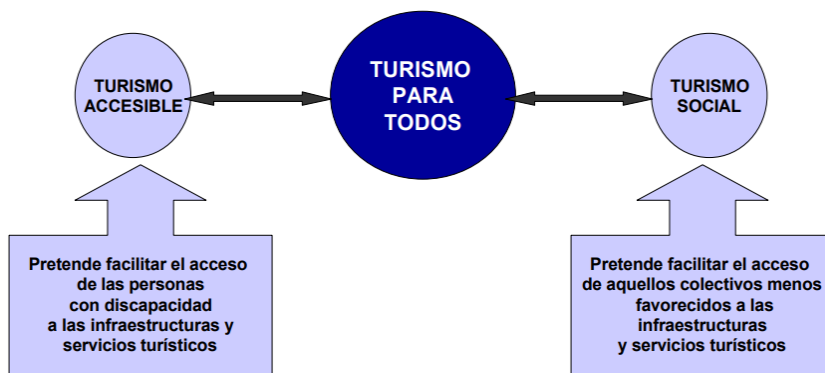 TURISMO
ACCESIBLE
TURISMO
PARA
TODOS
TURISMO
SOCIAL
Pretende facilitar el acceso
de las personas
con discapacidad
a las infraestructuras y
servicios turísticos
Pretende facilitar el acceso
de aquellos colectivos menos
favorecidos a las
infraestructuras
y servicios turísticos